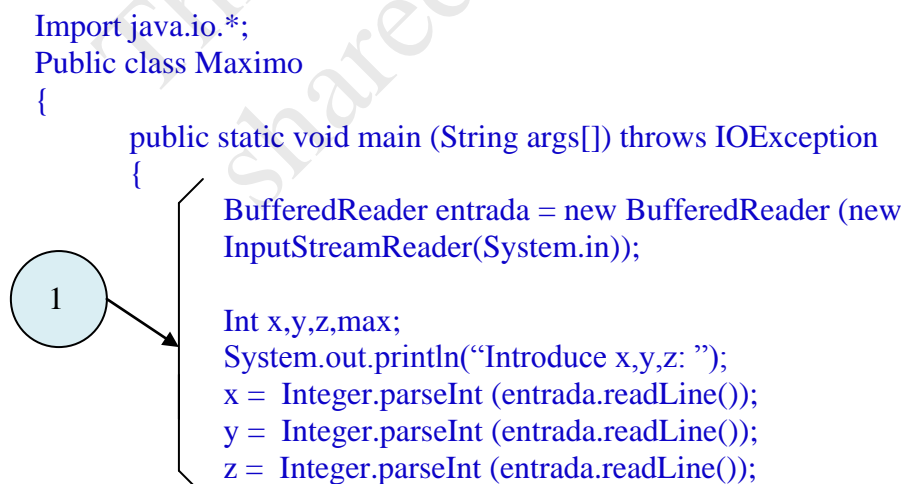 Import java.io.*;
Public class Maximo
{
public static void main (String args[]) throws IOException
{
BufferedReader entrada = new BufferedReader (new
InputStreamReader(System.in));
1
Int x,y,z,max;
System.out.println(“Introduce x,y,z: ”);
x = Integer.parseInt (entrada.readLine());
y = Integer.parseInt (entrada.readLine());
z = Integer.parseInt (entrada.readLine());
shared